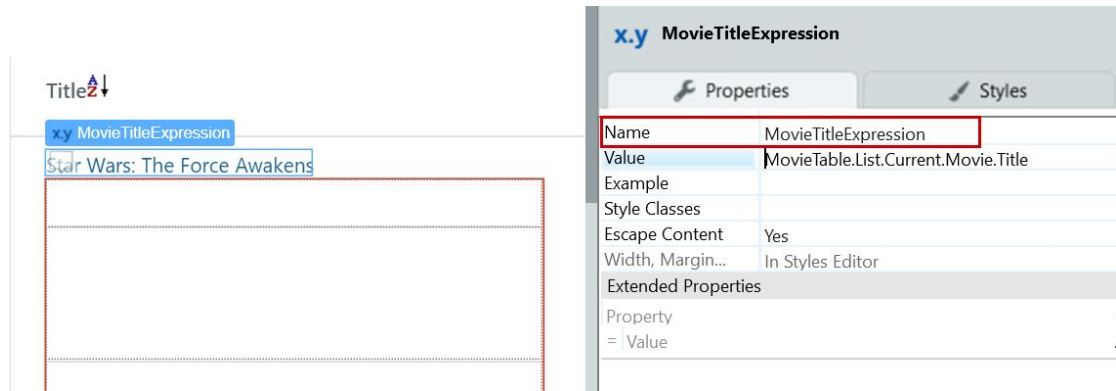 x.y MovieTitleExpression
Properties
Styles
Title AZ
x.y MovieTitleExpression
Star Wars: The Force Awakens
Name MovieTitleExpression
Value MovieTable.List.Current.Movie.Title
Example
Style Classes
Escape Content Yes
Width, Margin... In Styles Editor
Extended Properties
Property
= Value